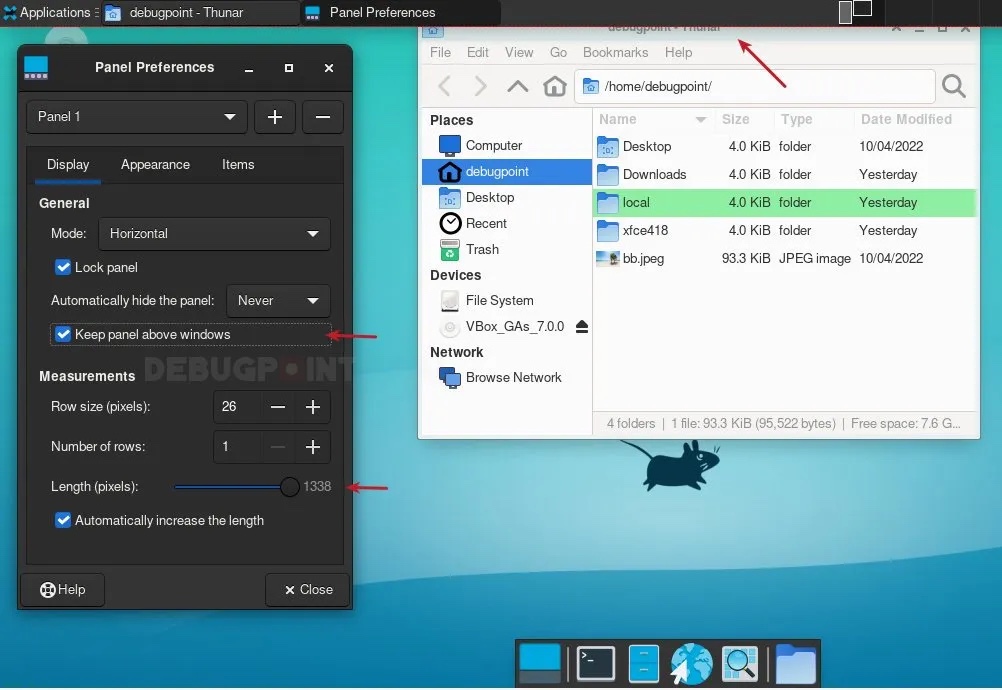 Applications
debugpoint - Thunar
Panel Preferences
Panel Preferences
Panel 1
Display
Appearance
Items
General
Mode:
Horizontal
Lock panel
Automatically hide the panel:
Never
Keep panel above windows
DEBUGPOINT
Measurements
Row size (pixels):
26
Number of rows:
1
Length (pixels):
1338
Automatically increase the length
Help
Close
debugpoint - Thunar
File Edit View Go Bookmarks Help
/home/debugpoint/
Places
Computer
debugpoint
Desktop
Recent
Trash
Devices
File System
VBox_GAs_7.0.0
Network
Browse Network
Name Size Type Date Modified
Desktop 4.0 KiB folder 10/04/2022
Downloads 4.0 KiB folder Yesterday
local 4.0 KiB folder Yesterday
xfce418 4.0 KiB folder Yesterday
bb.jpeg 93.3 KiB JPEG image 10/04/2022
4 folders | 1 file: 93.3 KiB (95,522 bytes) | Free space: 7.6 G...